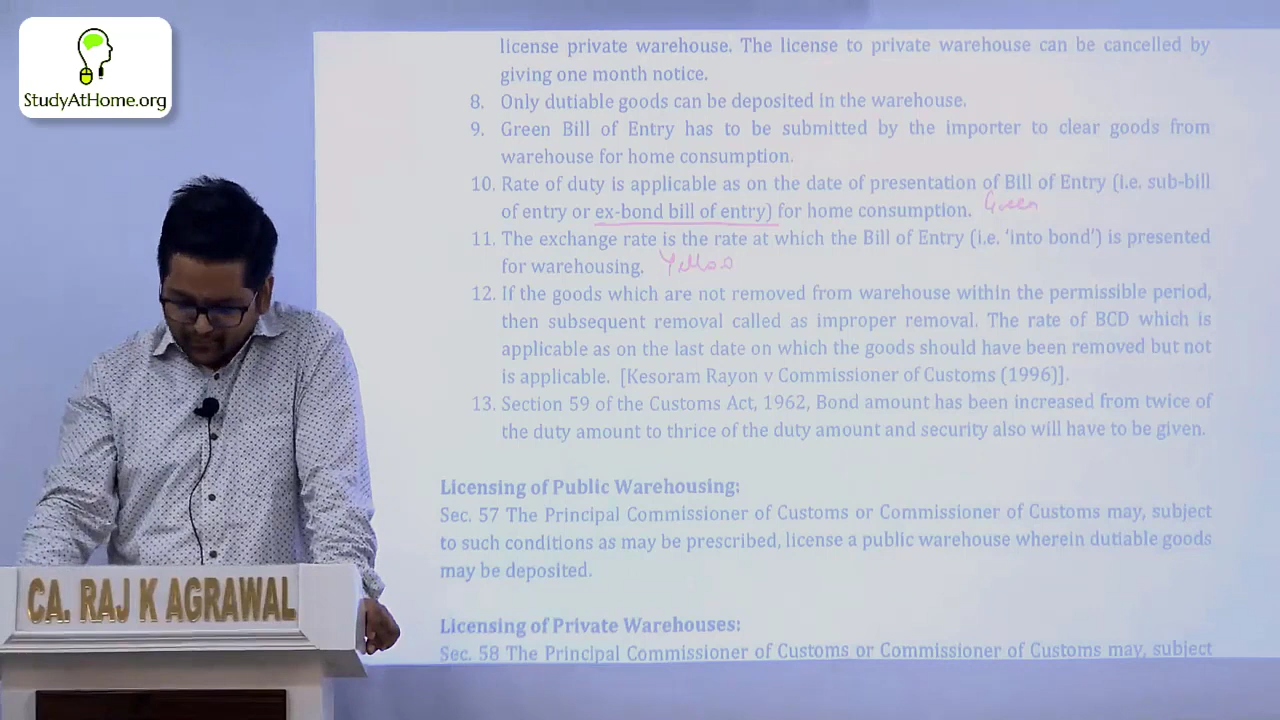 StudyAtHome.org
license private warehouse. The license to private warehouse can be cancelled by
giving one month notice.
8. Only dutiable goods can be deposited in the warehouse.
9. Green Bill of Entry has to be submitted by the importer to clear goods from
warehouse for home consumption.
10. Rate of duty is applicable as on the date of presentation of Bill of Entry (i.e. sub-bill
of entry or ex-bond bill of entry) for home consumption. Green
11. The exchange rate is the rate at which the Bill of Entry (i.e. ‘into bond’) is presented
for warehousing. Yellow
12. If the goods which are not removed from warehouse within the permissible period,
then subsequent removal called as improper removal. The rate of BCD which is
applicable as on the last date on which the goods should have been removed but not
is applicable. [Kesoram Rayon v Commissioner of Customs (1996)].
13. Section 59 of the Customs Act, 1962, Bond amount has been increased from twice of
the duty amount to thrice of the duty amount and security also will have to be given.
Licensing of Public Warehousing:
Sec. 57 The Principal Commissioner of Customs or Commissioner of Customs may, subject
to such conditions as may be prescribed, license a public warehouse wherein dutiable goods
may be deposited.
Licensing of Private Warehouses:
Sec. 58 The Principal Commissioner of Customs or Commissioner of Customs may, subject
CA. RAJ K AGRAWAL